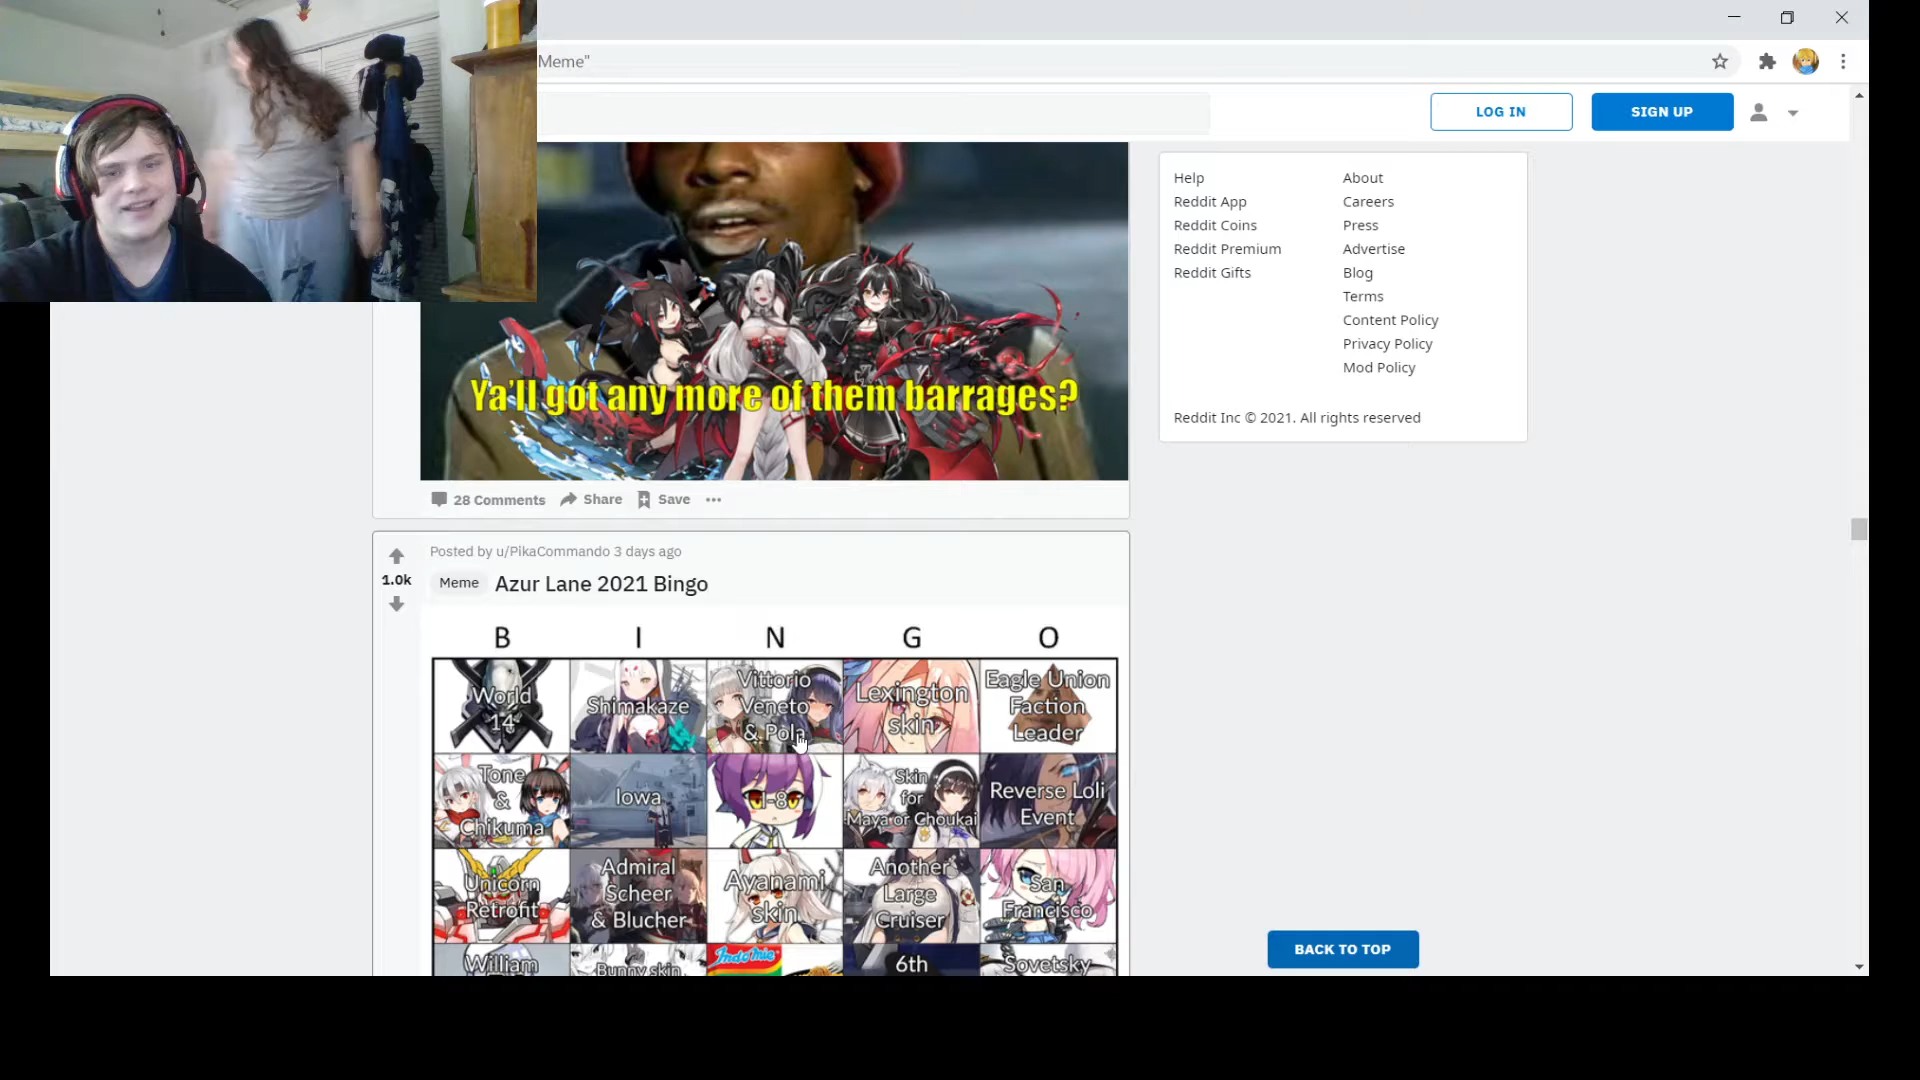 Meme"
LOG IN
SIGN UP
Ya'll got any more of them barrages?
28 Comments
Share
Save
Help
Reddit App
Reddit Coins
Reddit Premium
Reddit Gifts
About
Careers
Press
Advertise
Blog
Terms
Content Policy
Privacy Policy
Mod Policy
Reddit Inc © 2021. All rights reserved
Posted by u/PikaCommando 3 days ago
1.0k
Meme Azur Lane 2021 Bingo
B I N G O
World
14
Shimakaze
Vittorio
Veneto
& Pola
Lexington
skin
Eagle Union
Faction
Leader
Tone
&
Chikuma
Iowa
I-8
Skin
for
Maya or Choukai
Reverse Loli
Event
Unicorn
Retrofit
Admiral
Scheer
& Blucher
Ayanami
skin
Another
Large
Cruiser
San
Francisco
William
Bunny skin
Indomie
6th
Sovetsky
BACK TO TOP